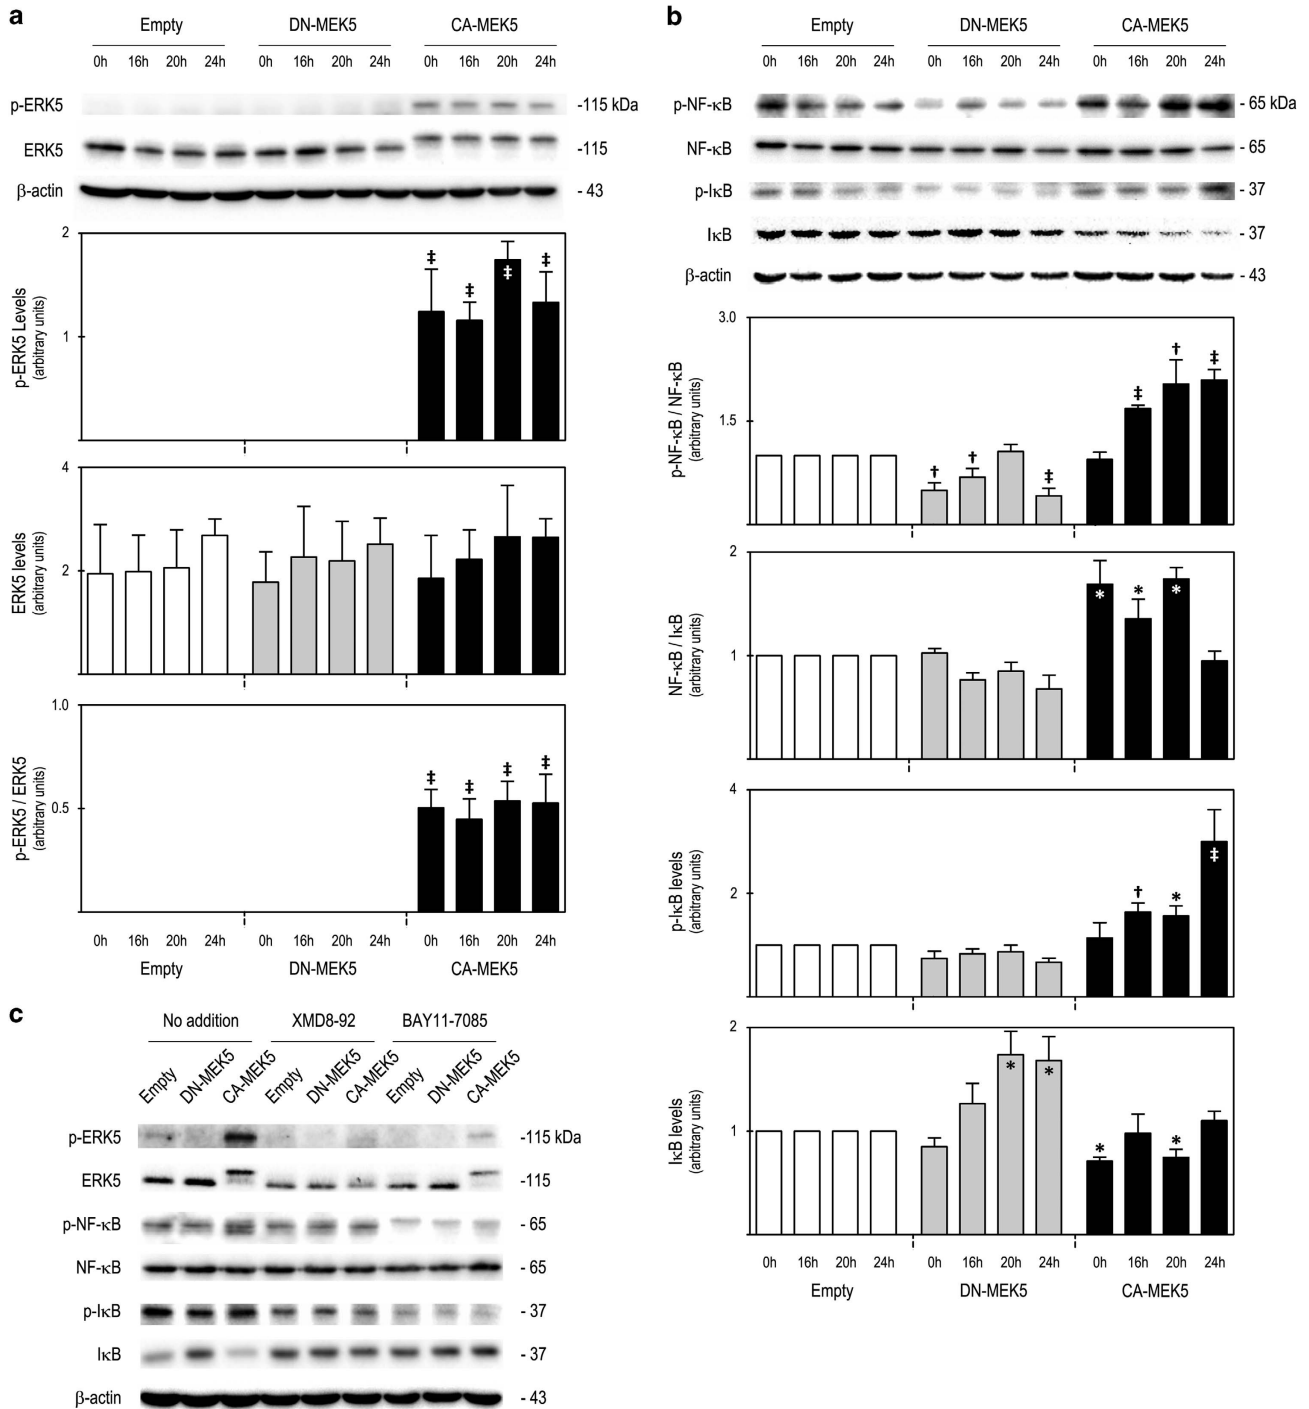 a
Empty DN-MEK5 CA-MEK5
0h 16h 20h 24h 0h 16h 20h 24h 0h 16h 20h 24h
p-ERK5 -115 kDa
ERK5 -115
β-actin - 43
2
1
p-ERK5 Levels
(arbitrary units)
‡ ‡ ‡ ‡
4
2
ERK5 levels
(arbitrary units)
1.0
0.5
p-ERK5 / ERK5
(arbitrary units)
‡ ‡ ‡ ‡
0h 16h 20h 24h 0h 16h 20h 24h 0h 16h 20h 24h
Empty DN-MEK5 CA-MEK5
b
Empty DN-MEK5 CA-MEK5
0h 16h 20h 24h 0h 16h 20h 24h 0h 16h 20h 24h
p-NF-κB - 65 kDa
NF-κB - 65
p-IκB - 37
IκB - 37
β-actin - 43
3.0
1.5
p-NF-κB / NF-κB
(arbitrary units)
† † ‡ ‡ † ‡
2
1
NF-κB / IκB
(arbitrary units)
* * *
4
2
p-IκB levels
(arbitrary units)
† * ‡
2
1
IκB levels
(arbitrary units)
* * * *
0h 16h 20h 24h 0h 16h 20h 24h 0h 16h 20h 24h
Empty DN-MEK5 CA-MEK5
c
No addition XMD8-92 BAY11-7085
Empty DN-MEK5 CA-MEK5 Empty DN-MEK5 CA-MEK5 Empty DN-MEK5 CA-MEK5
p-ERK5 -115 kDa
ERK5 -115
p-NF-κB - 65
NF-κB - 65
p-IκB - 37
IκB - 37
β-actin - 43